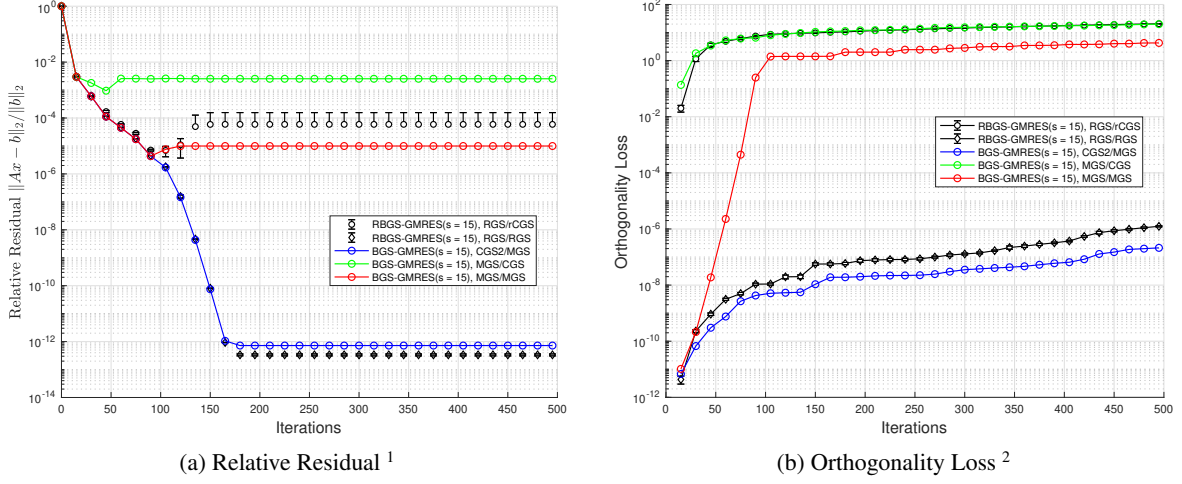 10^0
10^-2
10^-4
10^-6
10^-8
10^-10
10^-12
10^-14
Relative Residual ‖Ax − b‖_2/‖b‖_2
RBGS-GMRES(s = 15), RGS/rCGS
RBGS-GMRES(s = 15), RGS/RGS
BGS-GMRES(s = 15), CGS2/MGS
BGS-GMRES(s = 15), MGS/CGS
BGS-GMRES(s = 15), MGS/MGS
0 50 100 150 200 250 300 350 400 450 500
Iterations
(a) Relative Residual ^1
10^2
10^0
10^-2
10^-4
10^-6
10^-8
10^-10
10^-12
Orthogonality Loss
RBGS-GMRES(s = 15), RGS/rCGS
RBGS-GMRES(s = 15), RGS/RGS
BGS-GMRES(s = 15), CGS2/MGS
BGS-GMRES(s = 15), MGS/CGS
BGS-GMRES(s = 15), MGS/MGS
0 50 100 150 200 250 300 350 400 450 500
Iterations
(b) Orthogonality Loss ^2